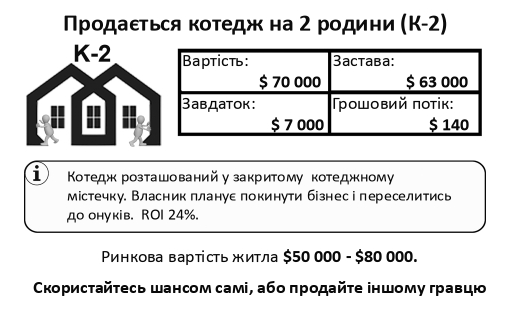 Продається котедж на 2 родини (К-2)
К-2
Вартість:
$ 70 000
Застава:
$ 63 000
Завдаток:
$ 7 000
Грошовий потік:
$ 140
i
Котедж розташований у закритому котеджному
містечку. Власник планує покинути бізнес і переселитись
до онуків. ROI 24%.
Ринкова вартість житла $50 000 - $80 000.
Скористайтесь шансом самі, або продайте іншому гравцю